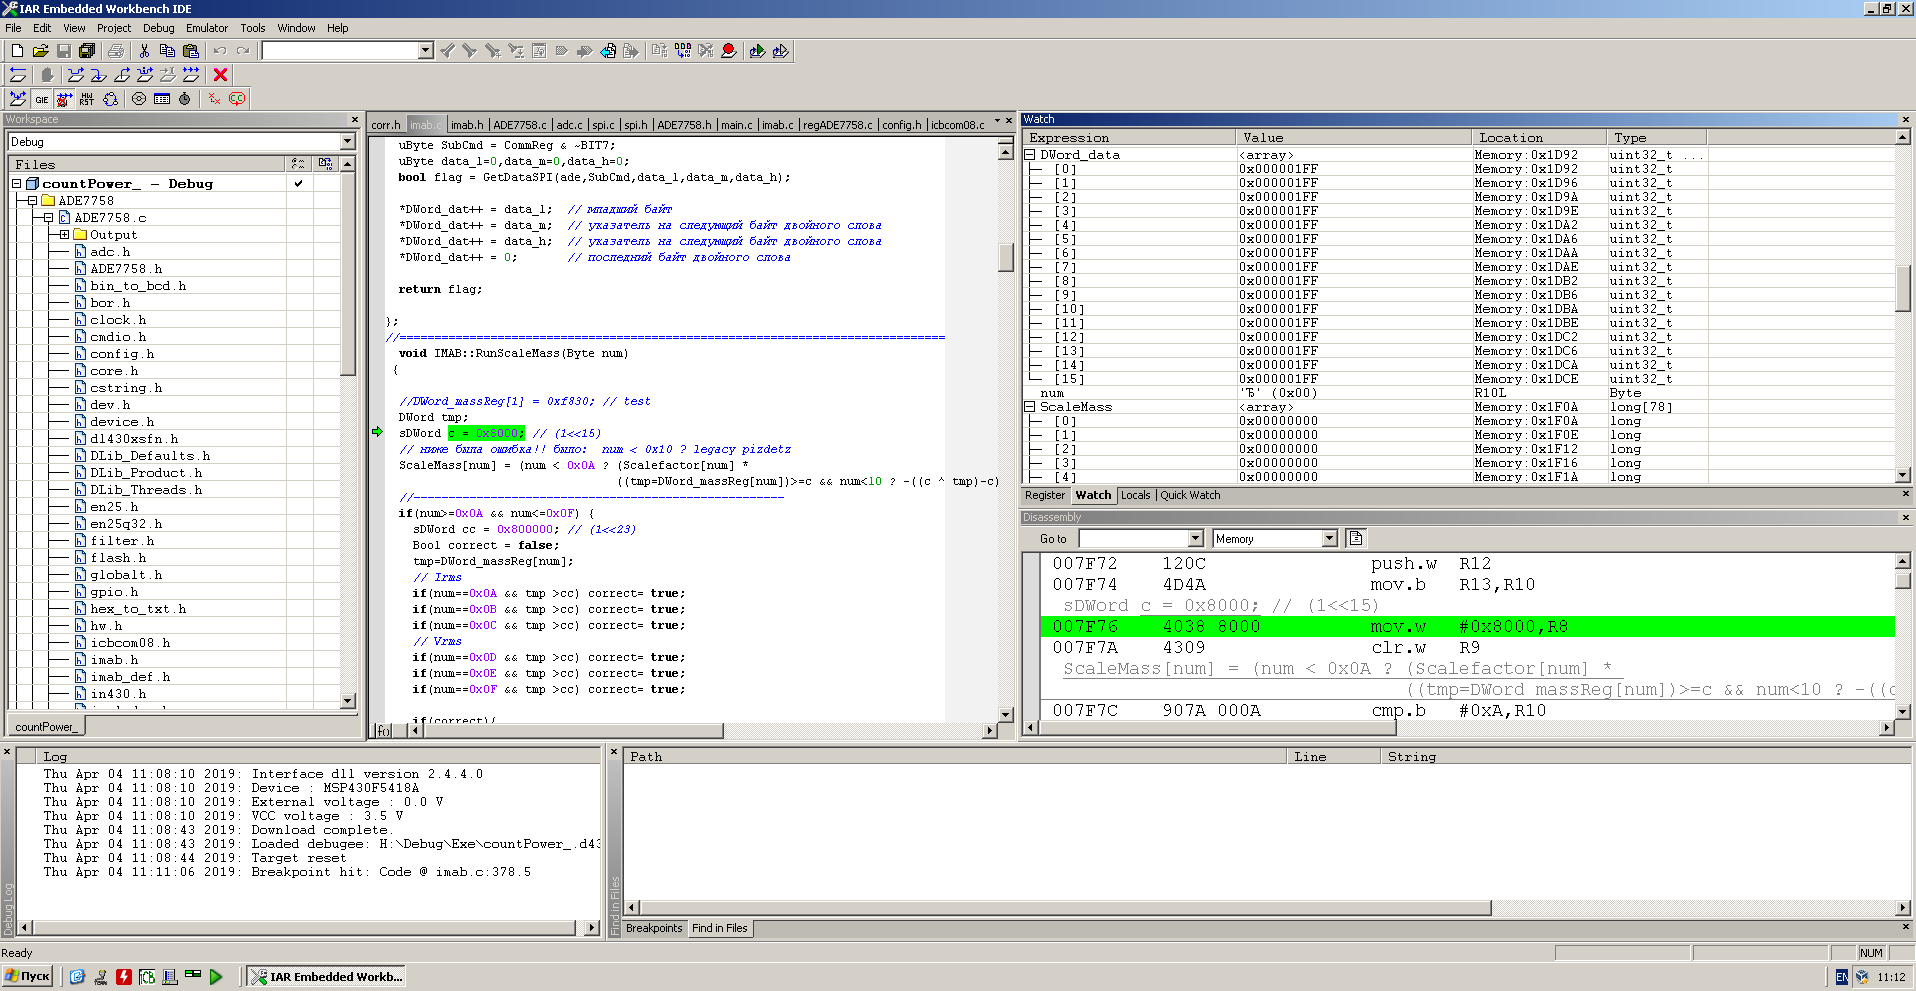 IAR Embedded Workbench IDE
File Edit View Project Debug Emulator Tools Window Help
GIE HW RST
Workspace
Debug
Files
countPower_ - Debug
ADE7758
ADE7758.c
Output
adc.h
ADE7758.h
bin_to_bcd.h
bor.h
clock.h
cmdio.h
config.h
core.h
cstring.h
dev.h
device.h
dl430xsfn.h
DLib_Defaults.h
DLib_Product.h
DLib_Threads.h
en25.h
en25q32.h
filter.h
flash.h
globalt.h
gpio.h
hex_to_txt.h
hw.h
icbcom08.h
imab.h
imab_def.h
in430.h
countPower_
corr.h imab.c imab.h ADE7758.c adc.c spi.c spi.h ADE7758.h main.c imab.c regADE7758.c config.h icbcom08.c
uByte SubCmd = CommReg & ~BIT7;
uByte data_l=0,data_m=0,data_h=0;
bool flag = GetDataSPI(ade,SubCmd,data_l,data_m,data_h);
*DWord_dat++ = data_l; // мпадший байт
*DWord_dat++ = data_m; // указатель на следующий байт двойного слова
*DWord_dat++ = data_h; // указатель на следующий байт двойного слова
*DWord_dat++ = 0; // последний байт двойного слова
return flag;
};
//==============================================================================
void IMAB::RunScaleMass(Byte num)
{
//DWord_massReg[1] = 0xf830; // test
DWord tmp;
sDWord c = 0x8000; // (1<<15)
// ниже была ошибка!! было: num < 0x10 ? legacy pizdetz
ScaleMass[num] = (num < 0x0A ? (Scalefactor[num] *
((tmp=DWord_massReg[num])>=c && num<10 ? -((c ^ tmp)-c)
//-----------------------------------------------------
if(num>=0x0A && num<=0x0F) {
sDWord cc = 0x800000; // (1<<23)
Bool correct = false;
tmp=DWord_massReg[num];
// Irms
if(num==0x0A && tmp >cc) correct= true;
if(num==0x0B && tmp >cc) correct= true;
if(num==0x0C && tmp >cc) correct= true;
// Vrms
if(num==0x0D && tmp >cc) correct= true;
if(num==0x0E && tmp >cc) correct= true;
if(num==0x0F && tmp >cc) correct= true;
if(correct){
f()
Watch
Expression Value Location Type
DWord_data <array> Memory:0x1D92 uint32_t ...
[0] 0x000001FF Memory:0x1D92 uint32_t
[1] 0x000001FF Memory:0x1D96 uint32_t
[2] 0x000001FF Memory:0x1D9A uint32_t
[3] 0x000001FF Memory:0x1D9E uint32_t
[4] 0x000001FF Memory:0x1DA2 uint32_t
[5] 0x000001FF Memory:0x1DA6 uint32_t
[6] 0x000001FF Memory:0x1DAA uint32_t
[7] 0x000001FF Memory:0x1DAE uint32_t
[8] 0x000001FF Memory:0x1DB2 uint32_t
[9] 0x000001FF Memory:0x1DB6 uint32_t
[10] 0x000001FF Memory:0x1DBA uint32_t
[11] 0x000001FF Memory:0x1DBE uint32_t
[12] 0x000001FF Memory:0x1DC2 uint32_t
[13] 0x000001FF Memory:0x1DC6 uint32_t
[14] 0x000001FF Memory:0x1DCA uint32_t
[15] 0x000001FF Memory:0x1DCE uint32_t
num 'Ђ' (0x00) R10L Byte
ScaleMass <array> Memory:0x1F0A long[78]
[0] 0x00000000 Memory:0x1F0A long
[1] 0x00000000 Memory:0x1F0E long
[2] 0x00000000 Memory:0x1F12 long
[3] 0x00000000 Memory:0x1F16 long
[4] 0x00000000 Memory:0x1F1A long
Register Watch Locals Quick Watch
Disassembly
Go to Memory
007F72 120C push.w R12
007F74 4D4A mov.b R13,R10
sDWord c = 0x8000; // (1<<15)
007F76 4038 8000 mov.w #0x8000,R8
007F7A 4309 clr.w R9
ScaleMass[num] = (num < 0x0A ? (Scalefactor[num] *
((tmp=DWord_massReg[num])>=c && num<10 ? -((c
007F7C 907A 000A cmp.b #0xA,R10
Debug Log
Log
Thu Apr 04 11:08:10 2019: Interface dll version 2.4.4.0
Thu Apr 04 11:08:10 2019: Device : MSP430F5418A
Thu Apr 04 11:08:10 2019: External voltage : 0.0 V
Thu Apr 04 11:08:10 2019: VCC voltage : 3.5 V
Thu Apr 04 11:08:43 2019: Download complete.
Thu Apr 04 11:08:43 2019: Loaded debugee: H:\Debug\Exe\countPower_.d43
Thu Apr 04 11:08:44 2019: Target reset
Thu Apr 04 11:11:06 2019: Breakpoint hit: Code @ imab.c:378.5
Find in Files
Path Line String
Breakpoints Find in Files
Ready
NUM
Пуск
ICB
IAR Embedded Workb...
EN
11:12